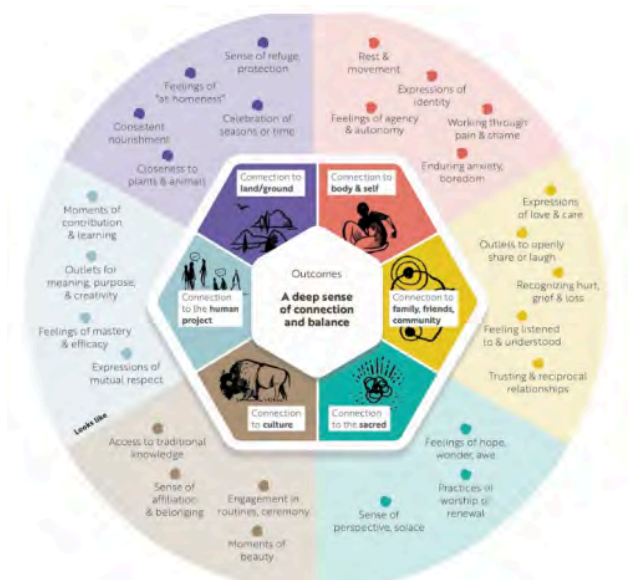 Sense of refuge,
protection
Feelings of
"at homeness"
Consistent
nourishment
Celebration of
seasons or time
Closeness to
plants & animals
Rest &
movement
Expressions of
identity
Feelings of agency
& autonomy
Working through
pain & shame
Enduring anxiety,
boredom
Connection to
land/ground
Connection to
body & self
Moments of
contribution
& learning
Outlets for
meaning, purpose,
& creativity
Feelings of mastery
& efficacy
Expressions of
mutual respect
Connection
to the human
project
Outcomes
A deep sense
of connection
and balance
Connection to
family, friends,
community
Expressions
of love & care
Outlets to openly
share or laugh
Recognizing hurt,
grief & loss
Feeling listened
to & understood
Trusting & reciprocal
relationships
Connection
to culture
Connection
to the sacred
Looks like
Access to traditional
knowledge
Sense of
affiliation
& belonging
Engagement in
routines, ceremony
Moments of
beauty
Feelings of hope,
wonder, awe
Practices of
worship or
renewal
Sense of
perspective, solace